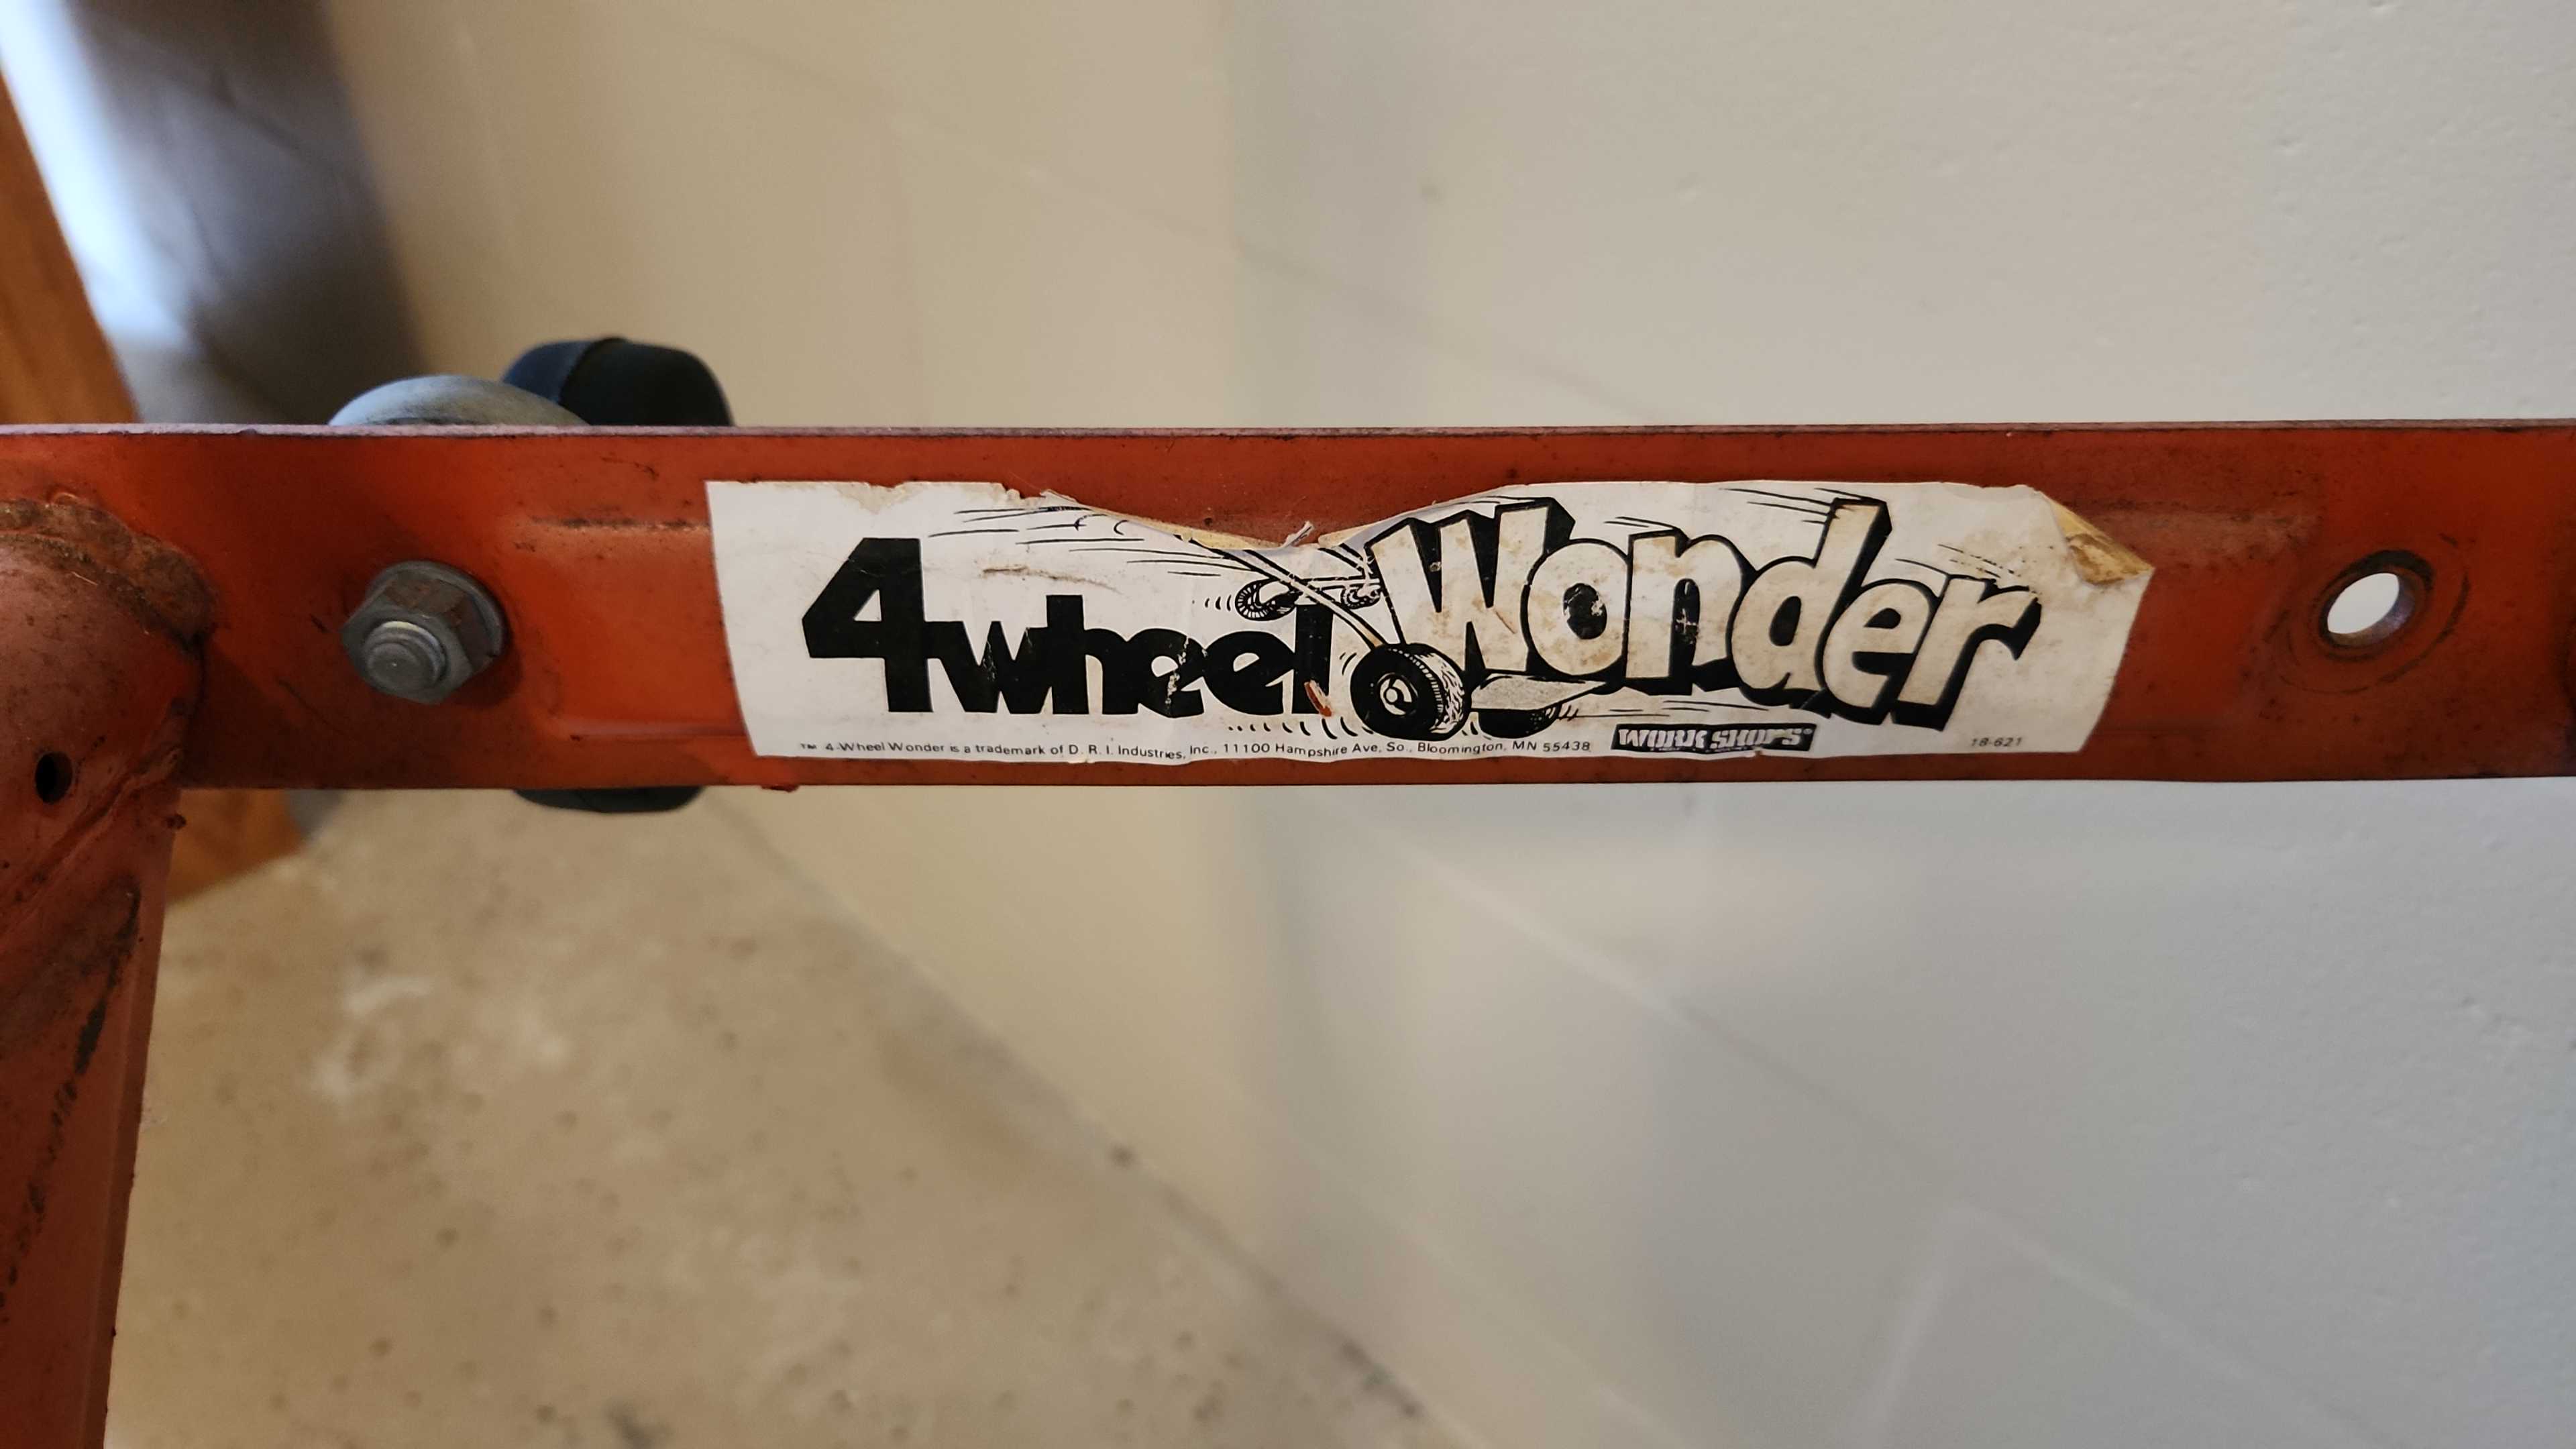 4wheel Wonder
™ 4-Wheel Wonder is a trademark of D. R. I. Industries, Inc., 11100 Hampshire Ave. So., Bloomington, MN 55438
WORK SHOPS®
18-621